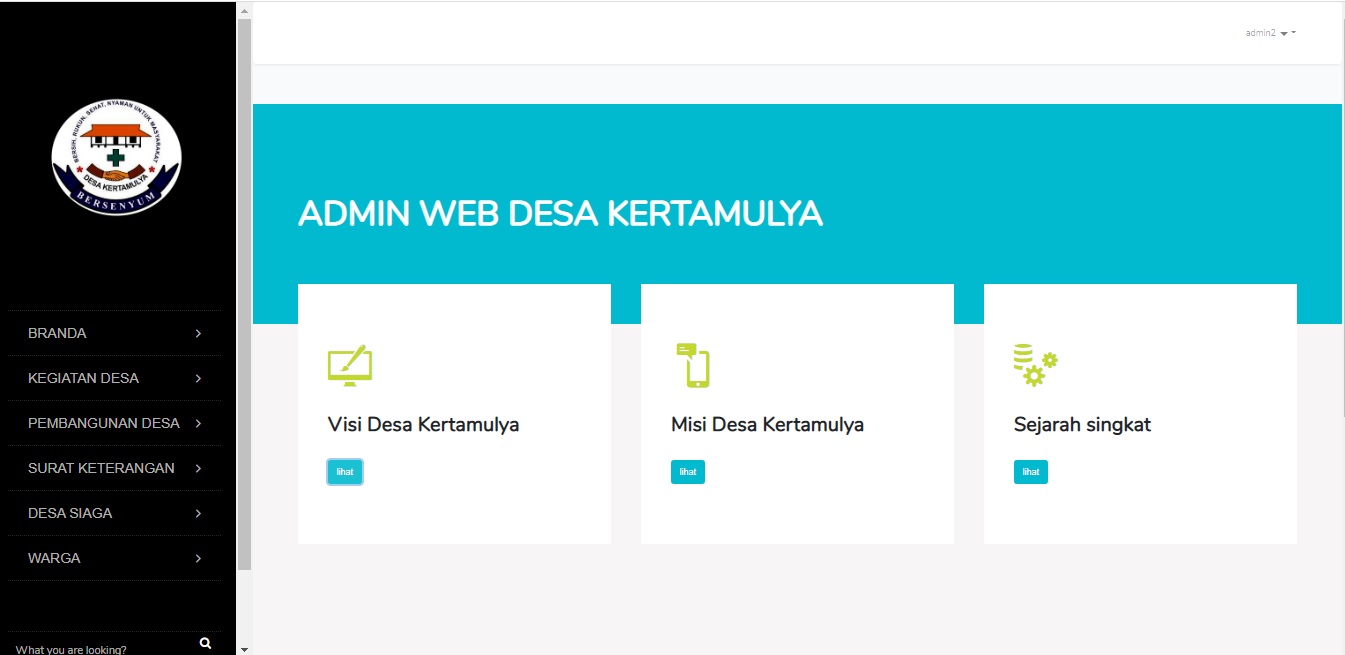 admin2
BERSIH, RUKUN, SEHAT, NYAMAN UNTUK MASYARAKAT
DESA KERTAMULYA
BERSENYUM
BRANDA
KEGIATAN DESA
PEMBANGUNAN DESA
SURAT KETERANGAN
DESA SIAGA
WARGA
What you are looking?
ADMIN WEB DESA KERTAMULYA
Visi Desa Kertamulya
lihat
Misi Desa Kertamulya
lihat
Sejarah singkat
lihat